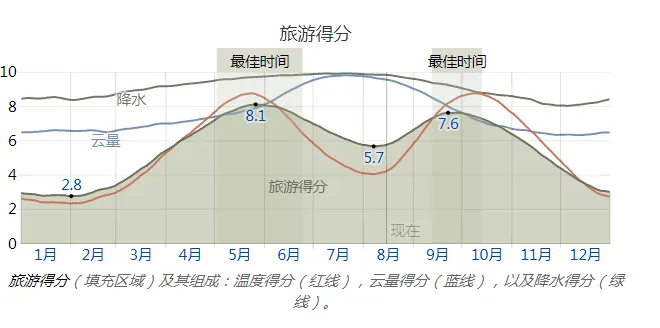 旅游得分
最佳时间 最佳时间
10
降水
8
8.1
7.6
云量
6
5.7
4
2.8
旅游得分
2
现在
0
1月 2月 3月 4月 5月 6月 7月 8月 9月 10月 11月 12月
旅游得分（填充区域）及其组成：温度得分（红线），云量得分（蓝线），以及降水得分（绿
线）。